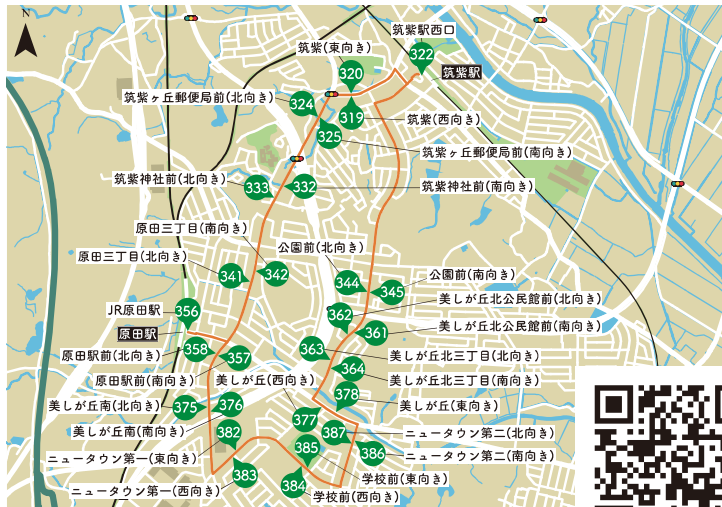 N
筑紫駅西口
322
筑紫(東向き)
320
筑紫駅
筑紫ヶ丘郵便局前(北向き)
324
319
筑紫(西向き)
325
筑紫ヶ丘郵便局前(南向き)
筑紫神社前(北向き)
333
332
筑紫神社前(南向き)
原田三丁目(南向き)
公園前(北向き)
原田三丁目(北向き)
341
342
344
345
公園前(南向き)
JR原田駅
356
362
美しが丘北公民館前(北向き)
原田駅
361
美しが丘北公民館前(南向き)
原田駅前(北向き)
358
357
363
美しが丘北三丁目(北向き)
原田駅前(南向き)
364
美しが丘北三丁目(南向き)
美しが丘(西向き)
378
美しが丘(東向き)
美しが丘南(北向き)
375
376
377
美しが丘南(南向き)
382
387
ニュータウン第二(北向き)
ニュータウン第一(東向き)
385
386
ニュータウン第二(南向き)
383
学校前(東向き)
ニュータウン第一(西向き)
384
学校前(西向き)